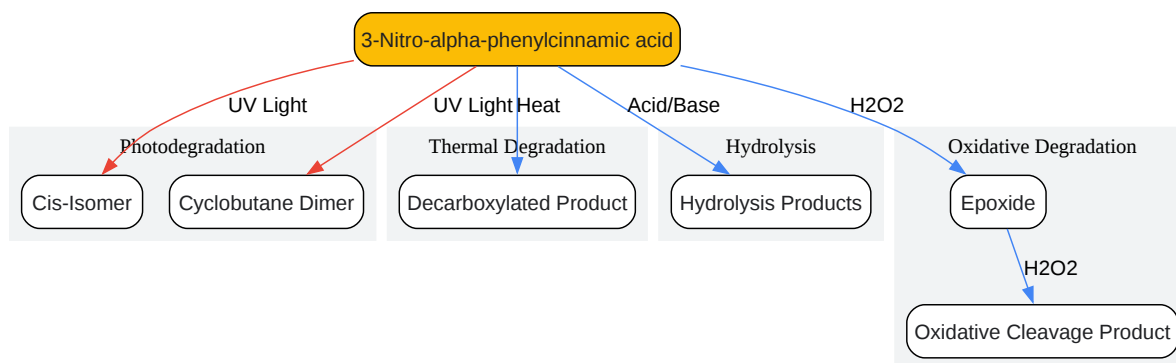 3-Nitro-alpha-phenylcinnamic acid
UV Light
UV Light
Heat
Acid/Base
H2O2
Photodegradation
Thermal Degradation
Hydrolysis
Oxidative Degradation
Cis-Isomer
Cyclobutane Dimer
Decarboxylated Product
Hydrolysis Products
Epoxide
H2O2
Oxidative Cleavage Product